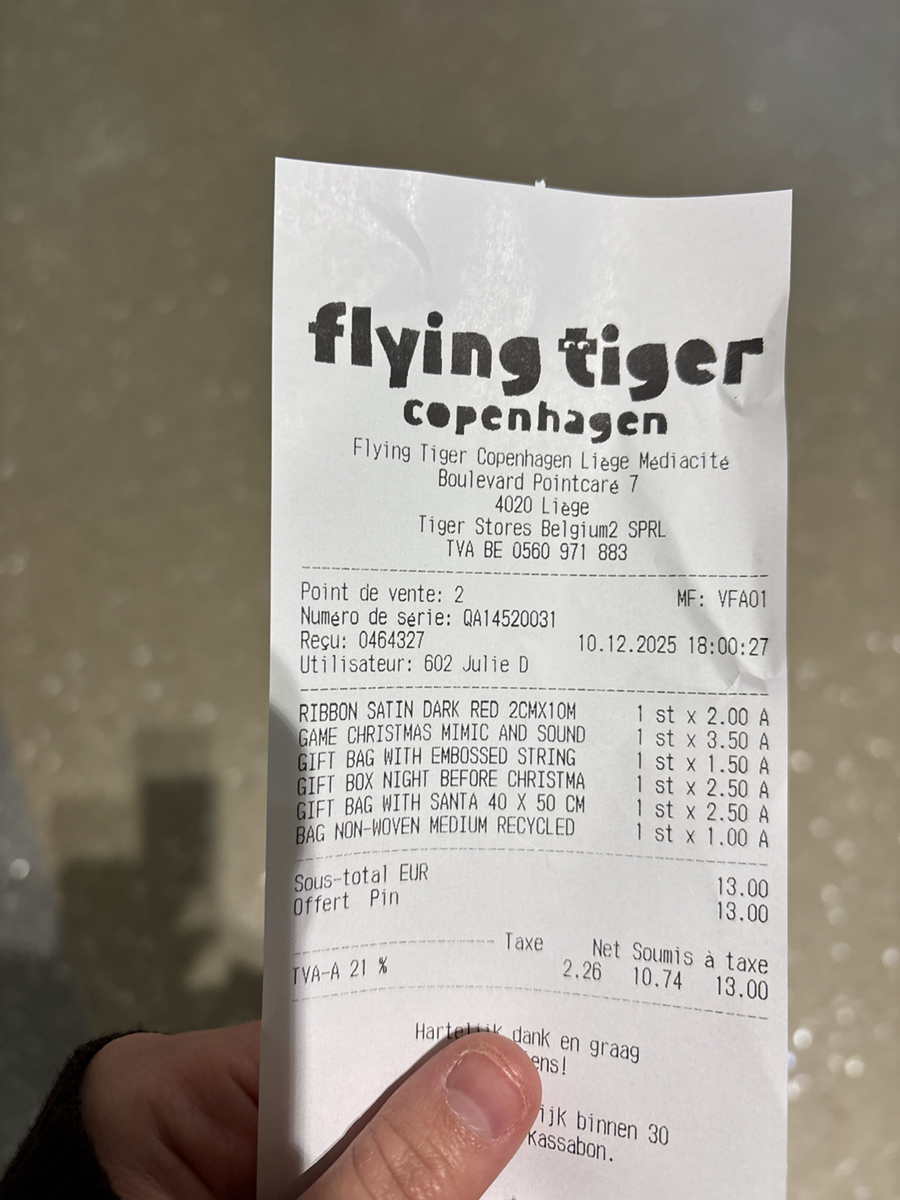 flying tiger
copenhagen
Flying Tiger Copenhagen Liège Médiacité
Boulevard Pointcaré 7
4020 Liège
Tiger Stores Belgium2 SPRL
TVA BE 0560 971 883
Point de vente: 2 MF: VFA01
Numéro de série: QA14520031
Reçu: 0464327 10.12.2025 18:00:27
Utilisateur: 602 Julie D
RIBBON SATIN DARK RED 2CMX10M 1 st x 2.00 A
GAME CHRISTMAS MIMIC AND SOUND 1 st x 3.50 A
GIFT BAG WITH EMBOSSED STRING 1 st x 1.50 A
GIFT BOX NIGHT BEFORE CHRISTMA 1 st x 2.50 A
GIFT BAG WITH SANTA 40 X 50 CM 1 st x 2.50 A
BAG NON-WOVEN MEDIUM RECYCLED 1 st x 1.00 A
Sous-total EUR 13.00
Offert Pin 13.00
Taxe Net Soumis à taxe
TVA-A 21 % 2.26 10.74 13.00
Hartelijk dank en graag
ens!
ijk binnen 30
Kassabon.